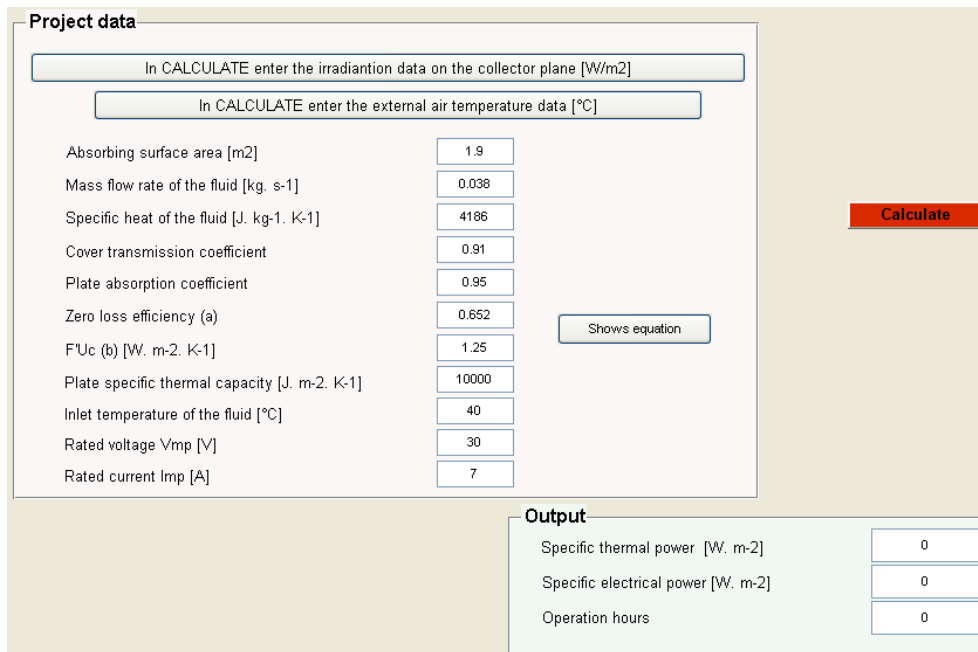 Project data
In CALCULATE enter the irradiantion data on the collector plane [W/m2]
In CALCULATE enter the external air temperature data [°C]
Absorbing surface area [m2] 1.9
Mass flow rate of the fluid [kg. s-1] 0.038
Specific heat of the fluid [J. kg-1. K-1] 4186
Calculate
Cover transmission coefficient 0.91
Plate absorption coefficient 0.95
Zero loss efficiency (a) 0.652
Shows equation
F'Uc (b) [W. m-2. K-1] 1.25
Plate specific thermal capacity [J. m-2. K-1] 10000
Inlet temperature of the fluid [°C] 40
Rated voltage Vmp [V] 30
Rated current Imp [A] 7
Output
Specific thermal power [W. m-2] 0
Specific electrical power [W. m-2] 0
Operation hours 0